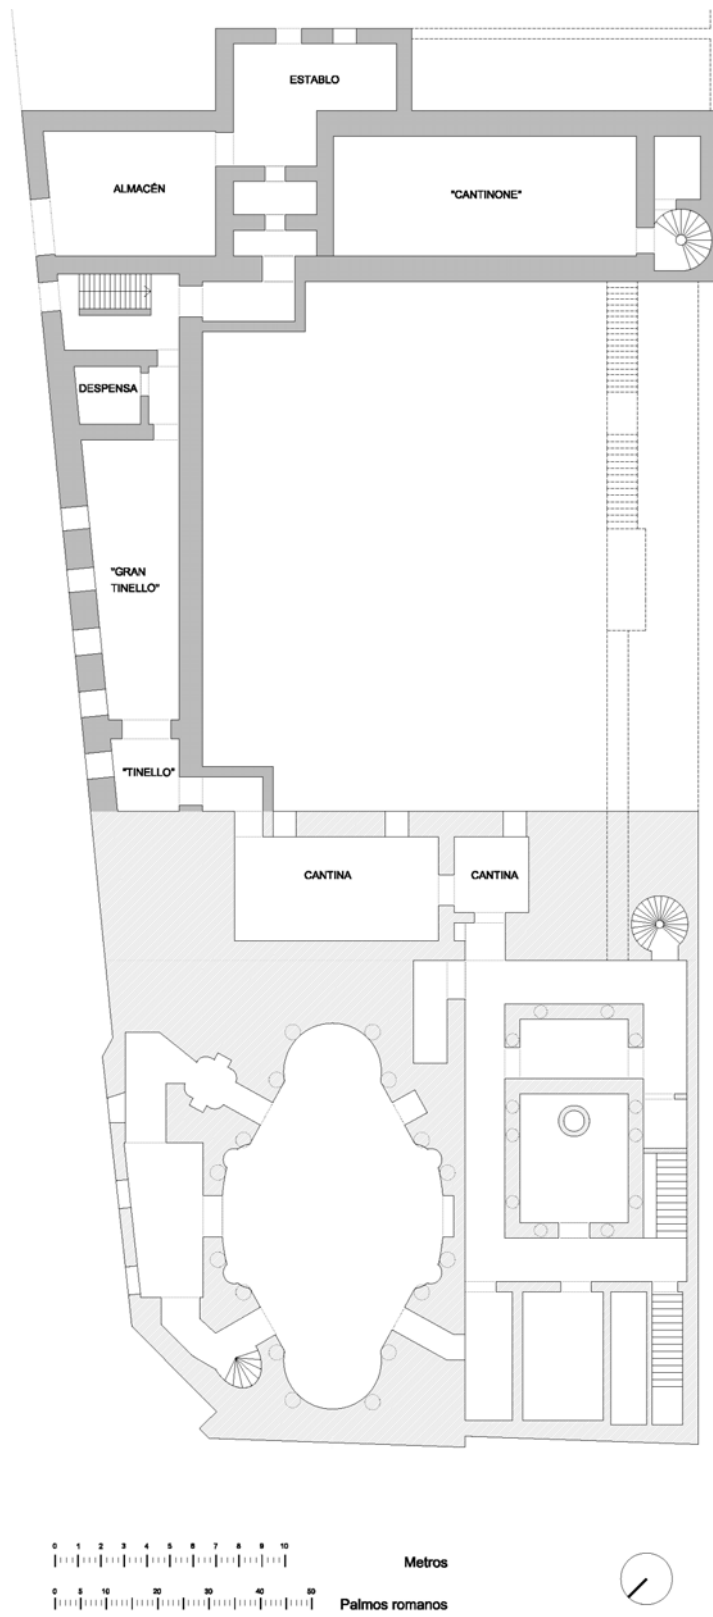 ESTABLO
ALMACÉN
"CANTINONE"
DESPENSA
"GRAN
TINELLO"
"TINELLO"
CANTINA
CANTINA
0 1 2 3 4 5 6 7 8 9 10
Metros
0 5 10 20 30 40 50
Palmos romanos